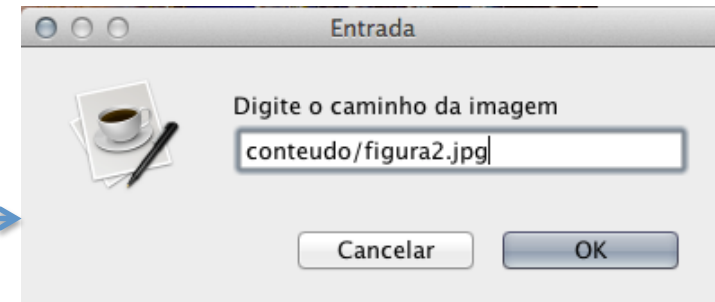 Entrada
Digite o caminho da imagem
conteudo/figura2.jpg
Cancelar OK